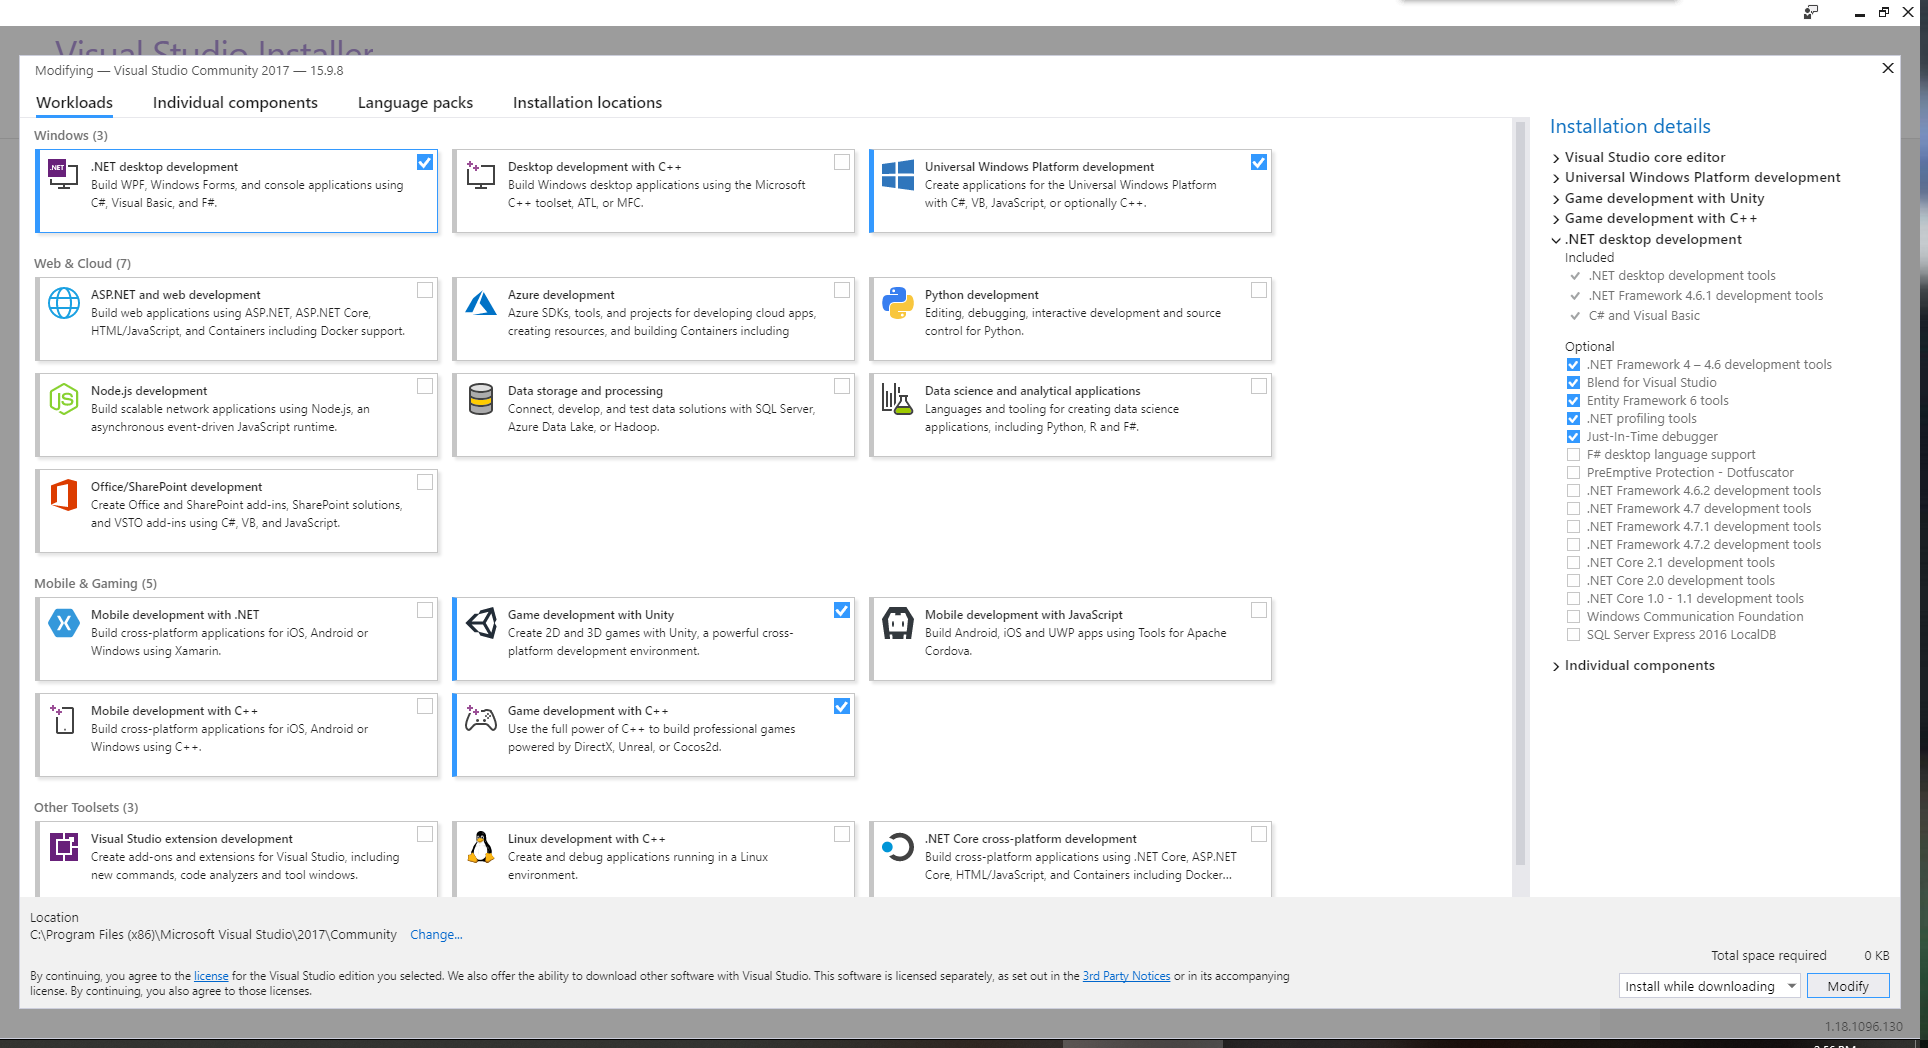 Visual Studio Installer
Modifying — Visual Studio Community 2017 — 15.9.8
Workloads
Individual components
Language packs
Installation locations
Windows (3)
.NET
.NET desktop development
Build WPF, Windows Forms, and console applications using
C#, Visual Basic, and F#.
Desktop development with C++
Build Windows desktop applications using the Microsoft
C++ toolset, ATL, or MFC.
Universal Windows Platform development
Create applications for the Universal Windows Platform
with C#, VB, JavaScript, or optionally C++.
Web & Cloud (7)
ASP.NET and web development
Build web applications using ASP.NET, ASP.NET Core,
HTML/JavaScript, and Containers including Docker support.
Azure development
Azure SDKs, tools, and projects for developing cloud apps,
creating resources, and building Containers including
Python development
Editing, debugging, interactive development and source
control for Python.
JS
Node.js development
Build scalable network applications using Node.js, an
asynchronous event-driven JavaScript runtime.
Data storage and processing
Connect, develop, and test data solutions with SQL Server,
Azure Data Lake, or Hadoop.
Data science and analytical applications
Languages and tooling for creating data science
applications, including Python, R and F#.
Office/SharePoint development
Create Office and SharePoint add-ins, SharePoint solutions,
and VSTO add-ins using C#, VB, and JavaScript.
Mobile & Gaming (5)
Mobile development with .NET
Build cross-platform applications for iOS, Android or
Windows using Xamarin.
Game development with Unity
Create 2D and 3D games with Unity, a powerful cross-
platform development environment.
Mobile development with JavaScript
Build Android, iOS and UWP apps using Tools for Apache
Cordova.
Mobile development with C++
Build cross-platform applications for iOS, Android or
Windows using C++.
Game development with C++
Use the full power of C++ to build professional games
powered by DirectX, Unreal, or Cocos2d.
Other Toolsets (3)
Visual Studio extension development
Create add-ons and extensions for Visual Studio, including
new commands, code analyzers and tool windows.
Linux development with C++
Create and debug applications running in a Linux
environment.
.NET Core cross-platform development
Build cross-platform applications using .NET Core, ASP.NET
Core, HTML/JavaScript, and Containers including Docker...
Installation details
Visual Studio core editor
Universal Windows Platform development
Game development with Unity
Game development with C++
.NET desktop development
Included
.NET desktop development tools
.NET Framework 4.6.1 development tools
C# and Visual Basic
Optional
.NET Framework 4 – 4.6 development tools
Blend for Visual Studio
Entity Framework 6 tools
.NET profiling tools
Just-In-Time debugger
F# desktop language support
PreEmptive Protection - Dotfuscator
.NET Framework 4.6.2 development tools
.NET Framework 4.7 development tools
.NET Framework 4.7.1 development tools
.NET Framework 4.7.2 development tools
.NET Core 2.1 development tools
.NET Core 2.0 development tools
.NET Core 1.0 - 1.1 development tools
Windows Communication Foundation
SQL Server Express 2016 LocalDB
Individual components
Location
C:\Program Files (x86)\Microsoft Visual Studio\2017\Community Change...
By continuing, you agree to the license for the Visual Studio edition you selected. We also offer the ability to download other software with Visual Studio. This software is licensed separately, as set out in the 3rd Party Notices or in its accompanying
license. By continuing, you also agree to those licenses.
Total space required 0 KB
Install while downloading
Modify
1.18.1096.130